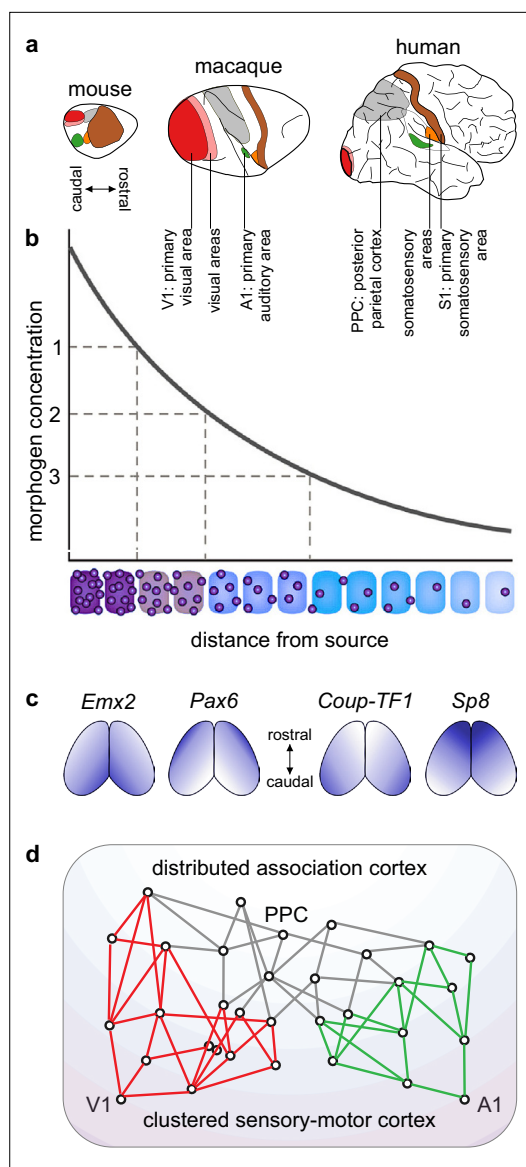 a
mouse
macaque
human
caudal
rostral
V1: primary
visual area
visual areas
A1: primary
auditory area
PPC: posterior
parietal cortex
somatosensory
areas
S1: primary
somatosensory
area
b
morphogen concentration
1
2
3
distance from source
c
Emx2
Pax6
Coup-TF1
Sp8
rostral
caudal
d
distributed association cortex
PPC
V1
A1
clustered sensory-motor cortex